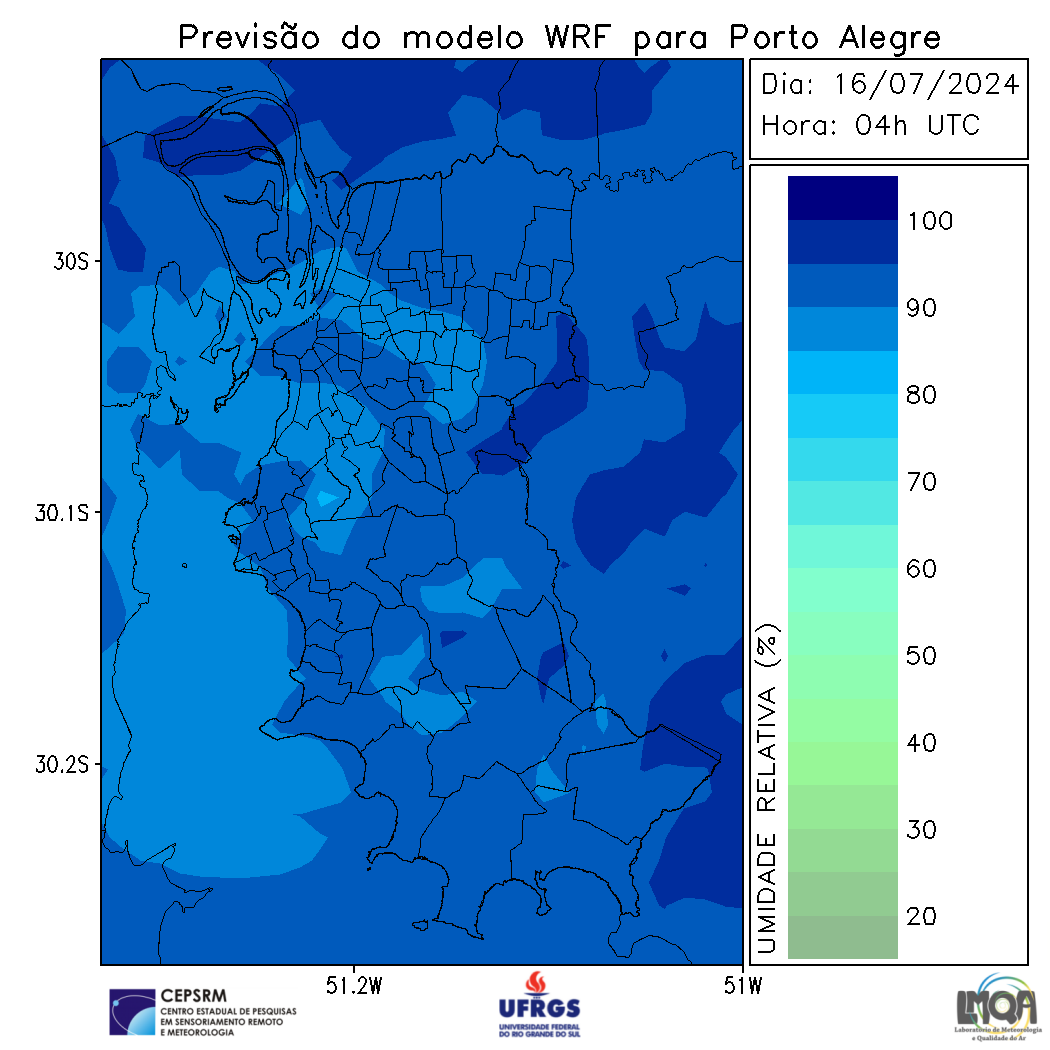 Previsão do modelo WRF para Porto Alegre
Dia: 16/07/2024
Hora: 04h UTC
30S
30.1S
30.2S
51.2W
51W
100
90
80
70
60
50
40
30
20
UMIDADE RELATIVA (%)
CEPSRM
CENTRO ESTADUAL DE PESQUISAS
EM SENSORIAMENTO REMOTO
E METEOROLOGIA
UFRGS
UNIVERSIDADE FEDERAL
DO RIO GRANDE DO SUL
LMQA
Laboratório de Meteorologia
e Qualidade do Ar